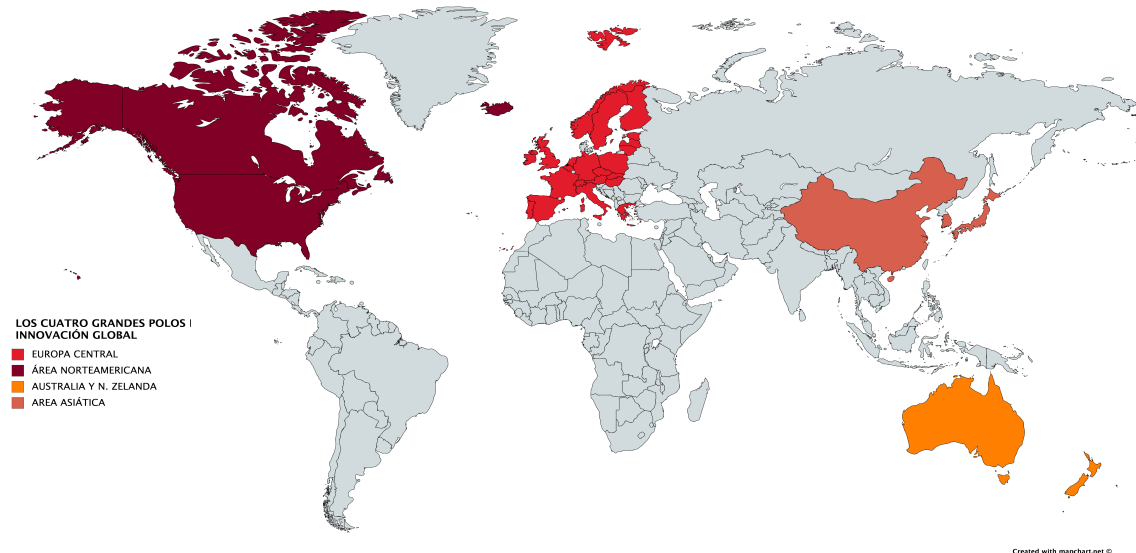 LOS CUATRO GRANDES POLOS I
INNOVACIÓN GLOBAL
EUROPA CENTRAL
ÁREA NORTEAMERICANA
AUSTRALIA Y N. ZELANDA
AREA ASIÁTICA
Created with mapchart.net ©